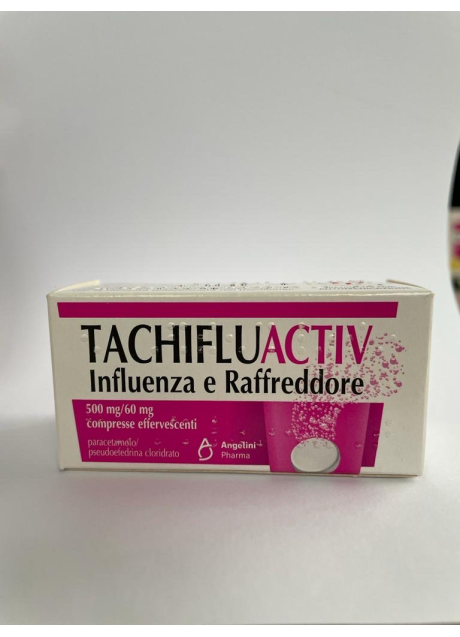 TACHIFLUACTIV
Influenza e Raffreddore
500 mg/60 mg
compresse effervescenti
paracetamolo/
pseudoefedrina cloridrato
Angelini
Pharma